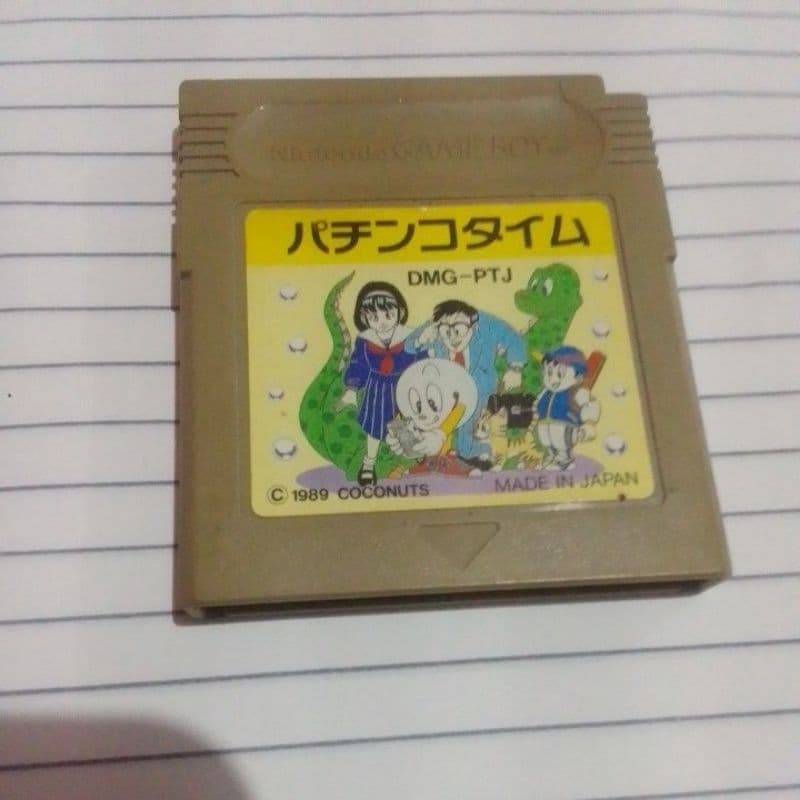 Nintendo GAME BOY
パチンコタイム
DMG-PTJ
© 1989 COCONUTS
MADE IN JAPAN